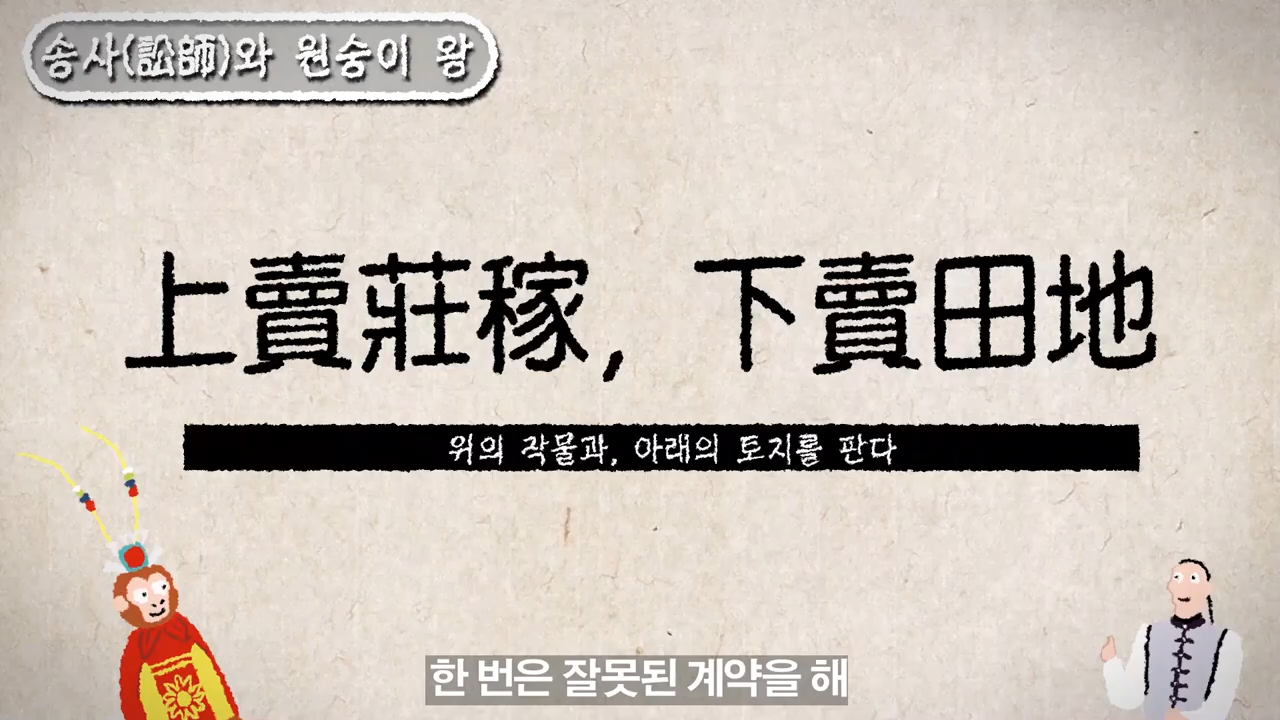 송사(訟師)와 원숭이 왕
上賣莊稼, 下賣田地
위의 작물과, 아래의 토지를 판다
한 번은 잘못된 계약을 해